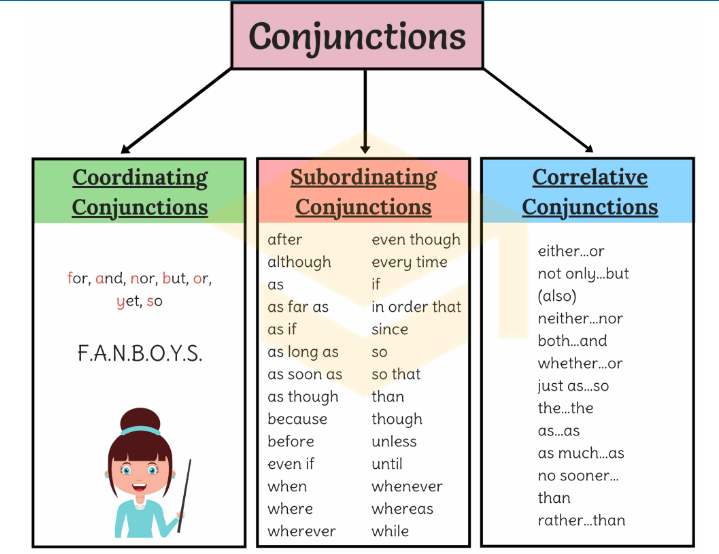 Conjunctions
Coordinating
Conjunctions
for, and, nor, but, or,
yet, so
F.A.N.B.O.Y.S.
Subordinating
Conjunctions
after
although
as
as far as
as if
as long as
as soon as
as though
because
before
even if
when
where
wherever
even though
every time
if
in order that
since
so
so that
than
though
unless
until
whenever
whereas
while
Correlative
Conjunctions
either...or
not only...but
(also)
neither...nor
both...and
whether...or
just as...so
the...the
as...as
as much...as
no sooner...
than
rather...than